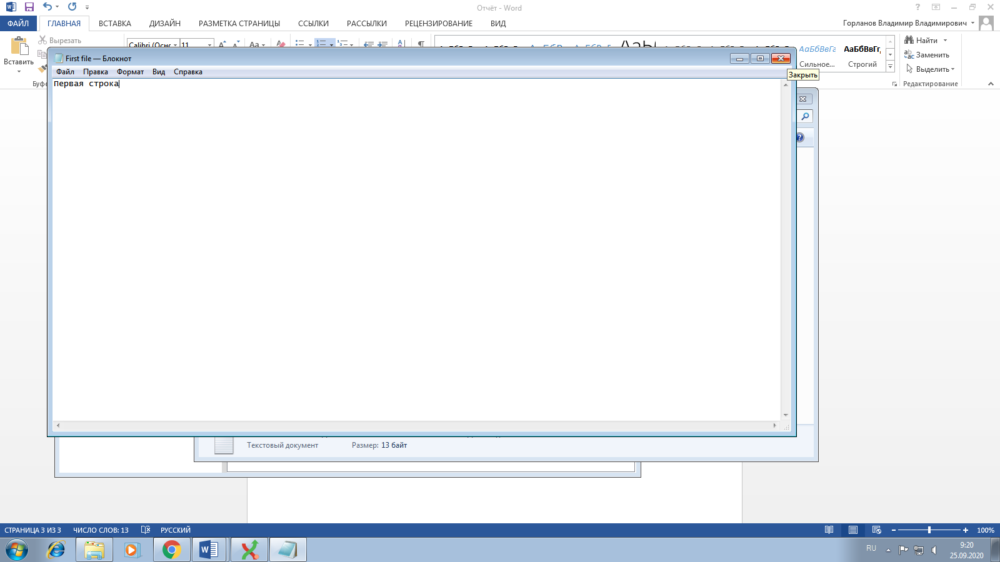 Отчёт - Word
ФАЙЛ ГЛАВНАЯ ВСТАВКА ДИЗАЙН РАЗМЕТКА СТРАНИЦЫ ССЫЛКИ РАССЫЛКИ РЕЦЕНЗИРОВАНИЕ ВИД
Горланов Владимир Владимирович
Вырезать
Вставить
Calibri (Оснс 11
Aa
Найти
Заменить
Выделить
Редактирование
АаБбВвГг АаБбВвГг,
Сильное... Строгий
First file — Блокнот
Файл Правка Формат Вид Справка
Закрыть
Первая строка
Текстовый документ Размер: 13 байт
СТРАНИЦА 3 ИЗ 3 ЧИСЛО СЛОВ: 13 РУССКИЙ
100%
RU
9:20
25.09.2020